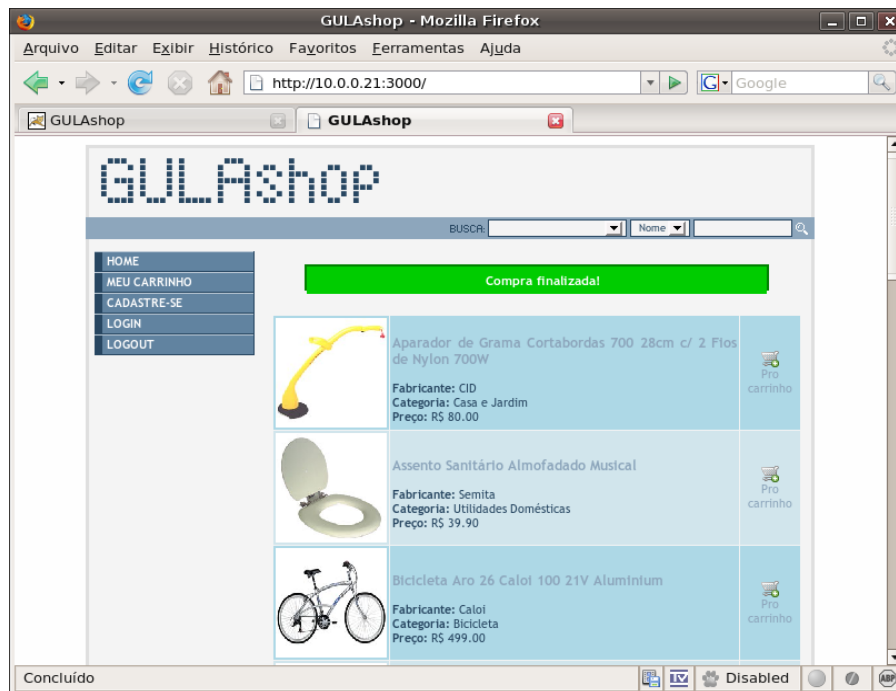 GULAshop - Mozilla Firefox
Arquivo Editar Exibir Histórico Favoritos Ferramentas Ajuda
http://10.0.0.21:3000/
G Google
GULAshop GULAshop
GULAshop
BUSCA: Nome
HOME
MEU CARRINHO
CADASTRE-SE
LOGIN
LOGOUT
Compra finalizada!
Aparador de Grama Cortabordas 700 28cm c/ 2 Fios
de Nylon 700W
Fabricante: CID
Categoria: Casa e Jardim
Preço: R$ 80.00
Pro
carrinho
Assento Sanitário Almofadado Musical
Fabricante: Semita
Categoria: Utilidades Domésticas
Preço: R$ 39.90
Pro
carrinho
Bicicleta Aro 26 Caloi 100 21V Aluminium
Fabricante: Caloi
Categoria: Bicicleta
Preço: R$ 499.00
Pro
carrinho
Concluído
Disabled
ABP